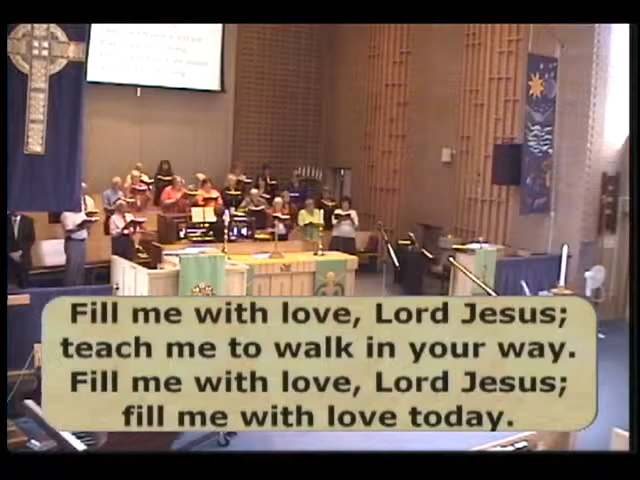 Fill me with love, Lord Jesus;
teach me to walk in your way.
Fill me with love, Lord Jesus;
fill me with love today.